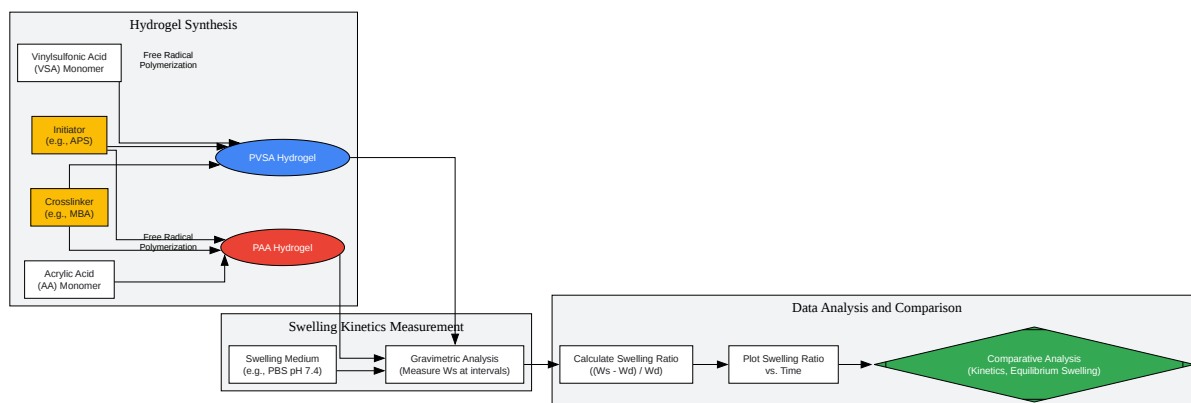 Hydrogel Synthesis
Vinylsulfonic Acid
(VSA) Monomer
Free Radical
Polymerization
Initiator
(e.g., APS)
PVSA Hydrogel
Crosslinker
(e.g., MBA)
Free Radical
Polymerization
PAA Hydrogel
Acrylic Acid
(AA) Monomer
Swelling Kinetics Measurement
Swelling Medium
(e.g., PBS pH 7.4)
Gravimetric Analysis
(Measure Ws at intervals)
Data Analysis and Comparison
Calculate Swelling Ratio
((Ws - Wd) / Wd)
Plot Swelling Ratio
vs. Time
Comparative Analysis
(Kinetics, Equilibrium Swelling)